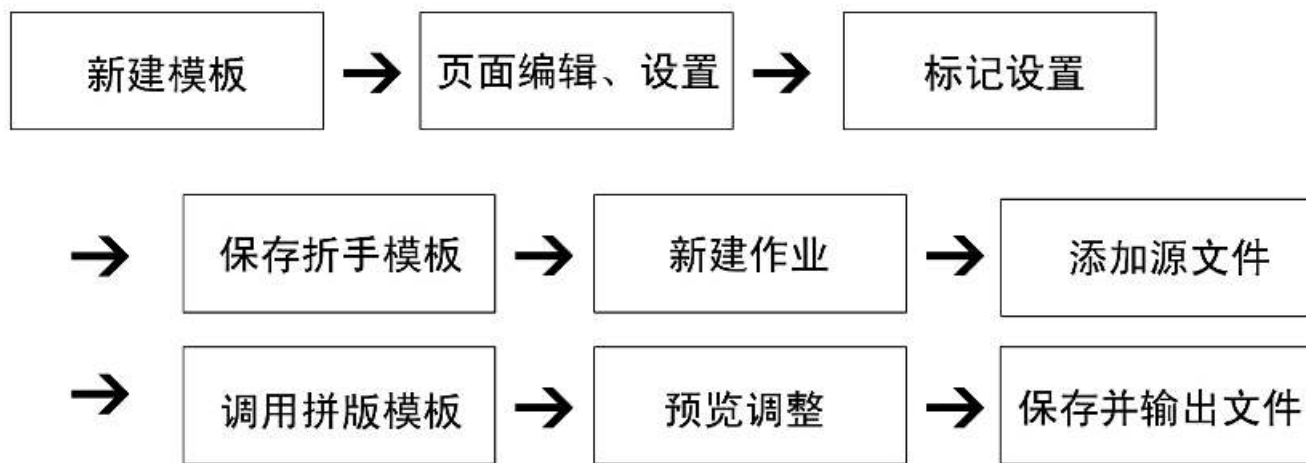 新建模板
页面编辑、设置
标记设置
保存折手模板
新建作业
添加源文件
调用拼版模板
预览调整
保存并输出文件